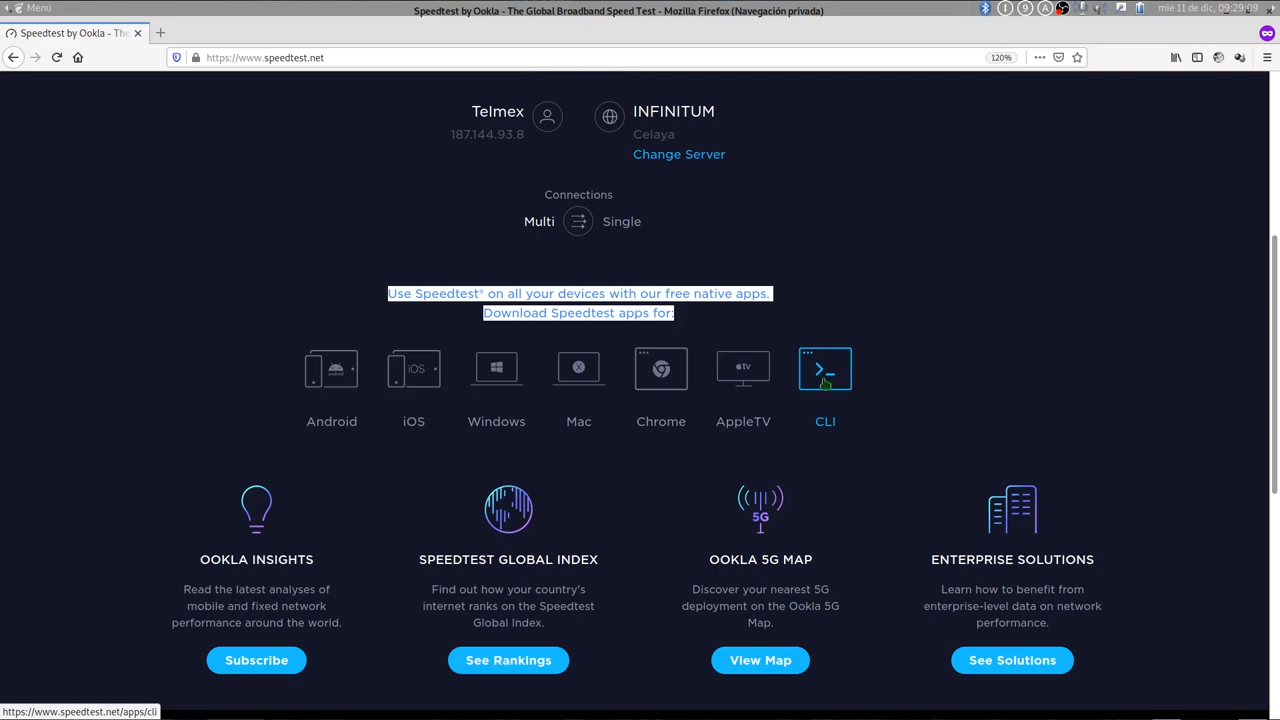 Menú
Speedtest by Ookla - The Global Broadband Speed Test - Mozilla Firefox (Navegación privada)
mié 11 de dic, 09:29:09
Speedtest by Ookla - The
https://www.speedtest.net
120%
Telmex
187.144.93.8
INFINITUM
Celaya
Change Server
Connections
Multi
Single
Use Speedtest® on all your devices with our free native apps.
Download Speedtest apps for:
android
iOS
X
tv
>_
Android
iOS
Windows
Mac
Chrome
AppleTV
CLI
5G
OOKLA INSIGHTS
Read the latest analyses of
mobile and fixed network
performance around the world.
Subscribe
SPEEDTEST GLOBAL INDEX
Find out how your country's
internet ranks on the Speedtest
Global Index.
See Rankings
OOKLA 5G MAP
Discover your nearest 5G
deployment on the Ookla 5G
Map.
View Map
ENTERPRISE SOLUTIONS
Learn how to benefit from
enterprise-level data on network
performance.
See Solutions
https://www.speedtest.net/apps/cli